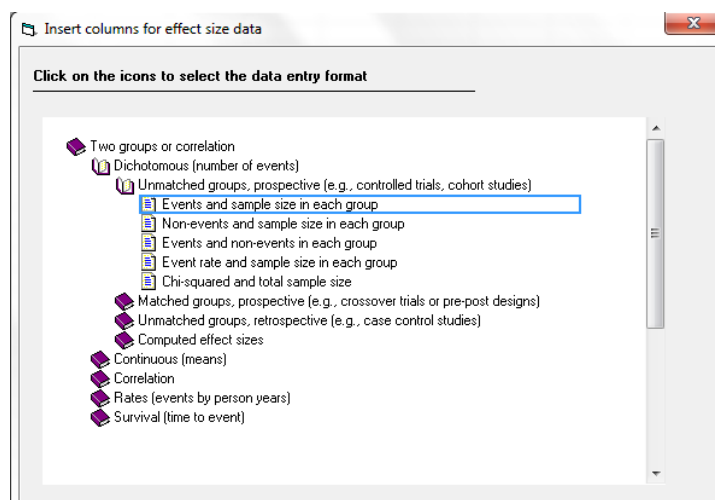 Insert columns for effect size data
Click on the icons to select the data entry format
Two groups or correlation
Dichotomous (number of events)
Unmatched groups, prospective (e.g., controlled trials, cohort studies)
Events and sample size in each group
Non-events and sample size in each group
Events and non-events in each group
Event rate and sample size in each group
Chi-squared and total sample size
Matched groups, prospective (e.g., crossover trials or pre-post designs)
Unmatched groups, retrospective (e.g., case control studies)
Computed effect sizes
Continuous (means)
Correlation
Rates (events by person years)
Survival (time to event)